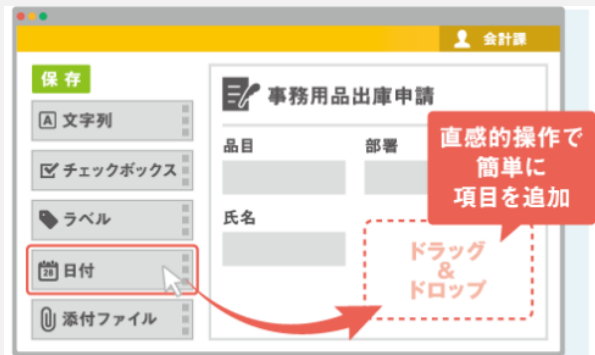 会計課
保存
A 文字列
チェックボックス
ラベル
28 日付
添付ファイル
事務用品出庫申請
品目
部署
氏名
直感的操作で
簡単に
項目を追加
ドラッグ
&
ドロップ